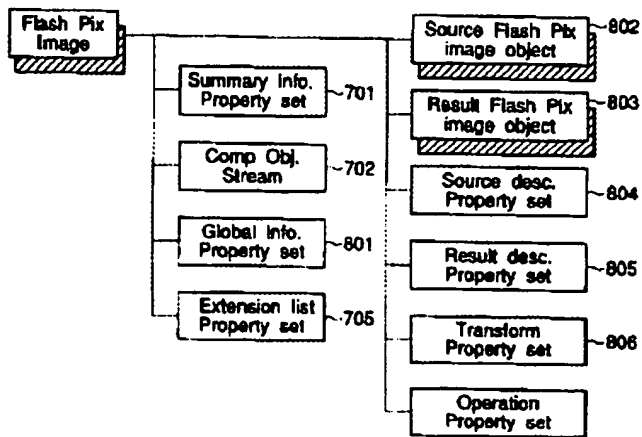 Flash Pix
Image
Summary Info.
Property set
701
Comp Obj.
Stream
702
Global Info.
Property set
801
Extension list
Property set
705
Source Flash Pix
image object
802
Result Flash Pix
image object
803
Source desc.
Property set
804
Result desc.
Property set
805
Transform
Property set
806
Operation
Property set